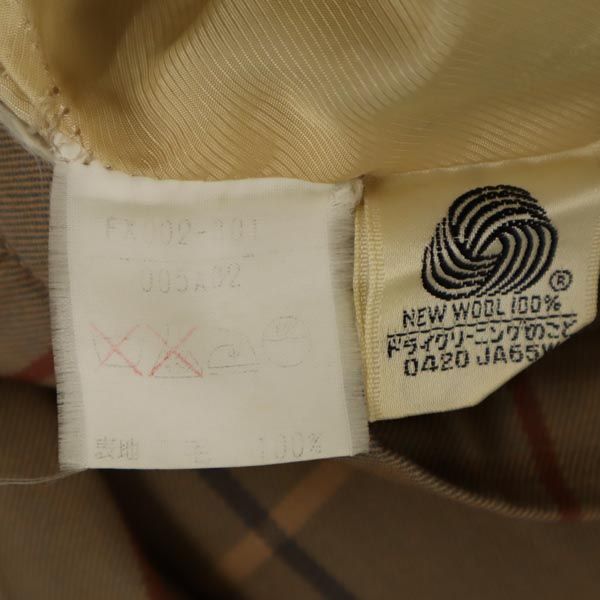 FX002-101
005A02
表地 毛 100%
®
NEW WOOL 100%
ドライクリーニングのこと
0420 JA65W